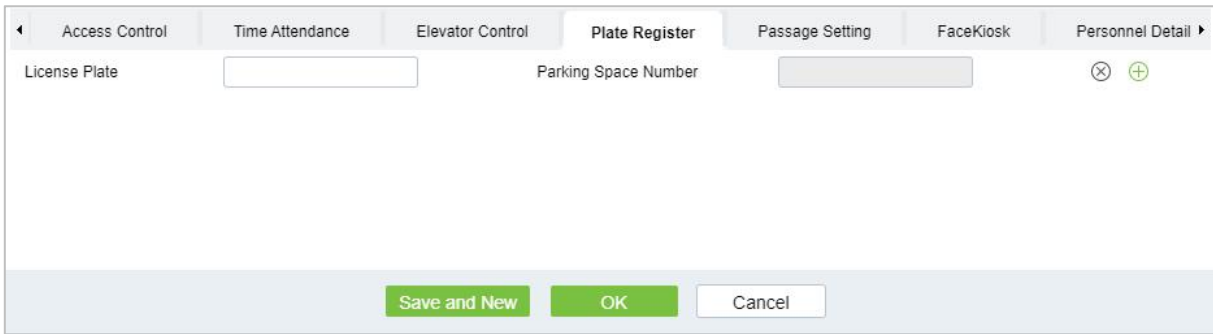 Access Control Time Attendance Elevator Control Plate Register Passage Setting FaceKiosk Personnel Detail
License Plate Parking Space Number
Save and New OK Cancel